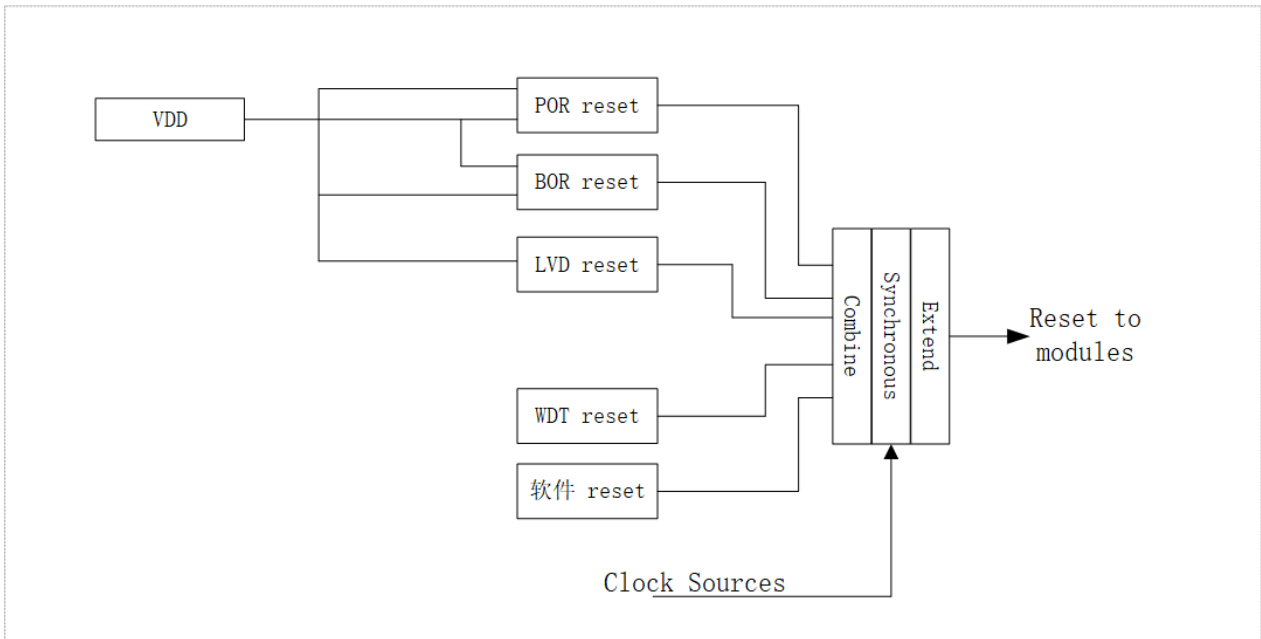 VDD
POR reset
BOR reset
LVD reset
WDT reset
软件 reset
Combine
Synchronous
Extend
Reset to
modules
Clock Sources